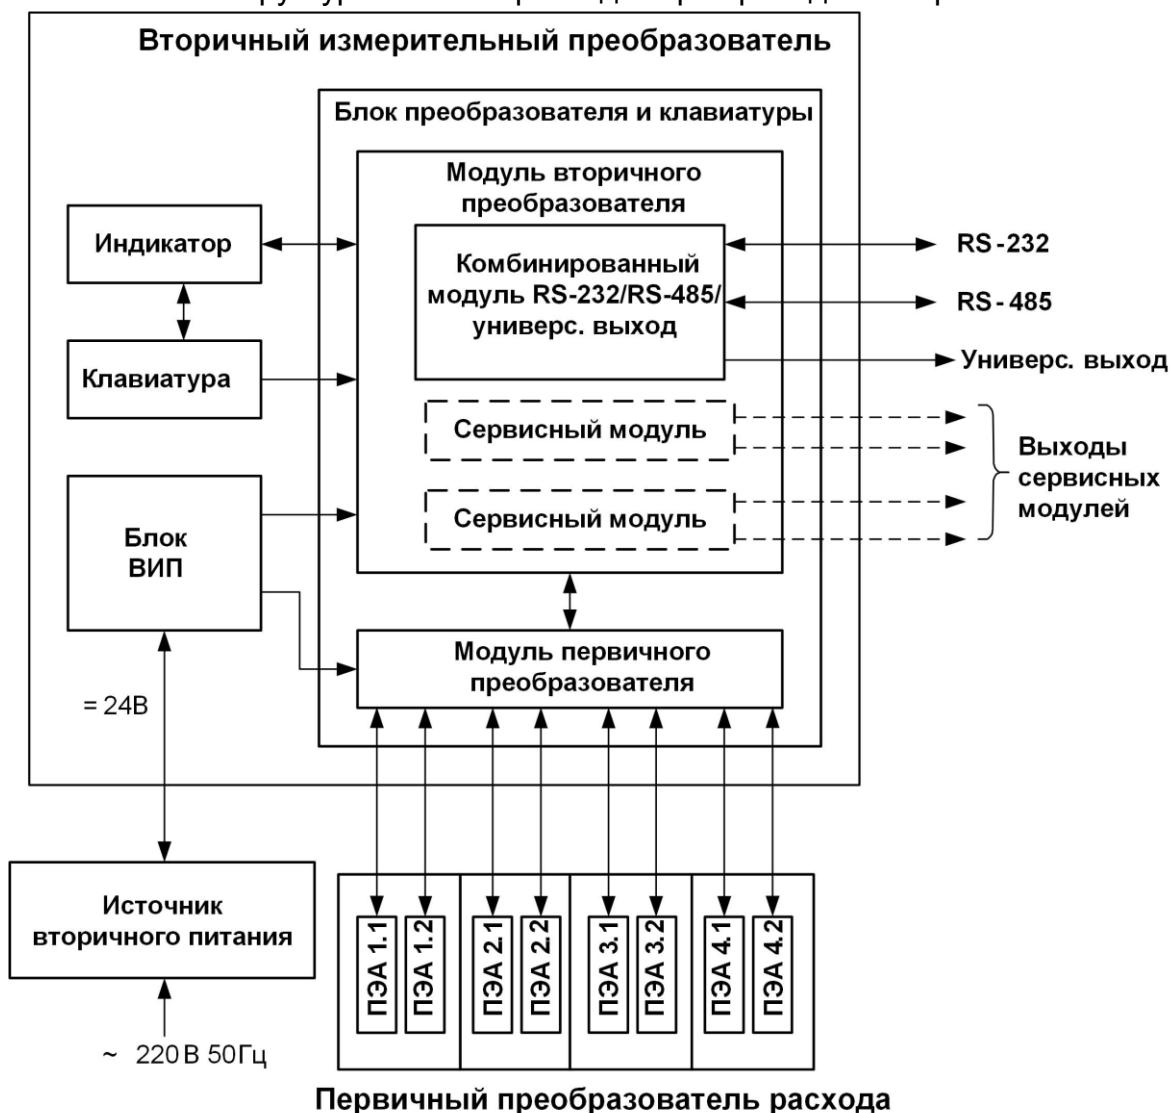 Вторичный измерительный преобразователь
Блок преобразователя и клавиатуры
Модуль вторичного
преобразователя
Индикатор
Комбинированный
модуль RS-232/RS-485/
универс. выход
RS-232
RS-485
Клавиатура
Универс. выход
Сервисный модуль
Сервисный модуль
Выходы
сервисных
модулей
Блок
ВИП
Модуль первичного
преобразователя
= 24В
Источник
вторичного питания
~ 220 В 50Гц
ПЭА 1.1
ПЭА 1.2
ПЭА 2.1
ПЭА 2.2
ПЭА 3.1
ПЭА 3.2
ПЭА 4.1
ПЭА 4.2
Первичный преобразователь расхода